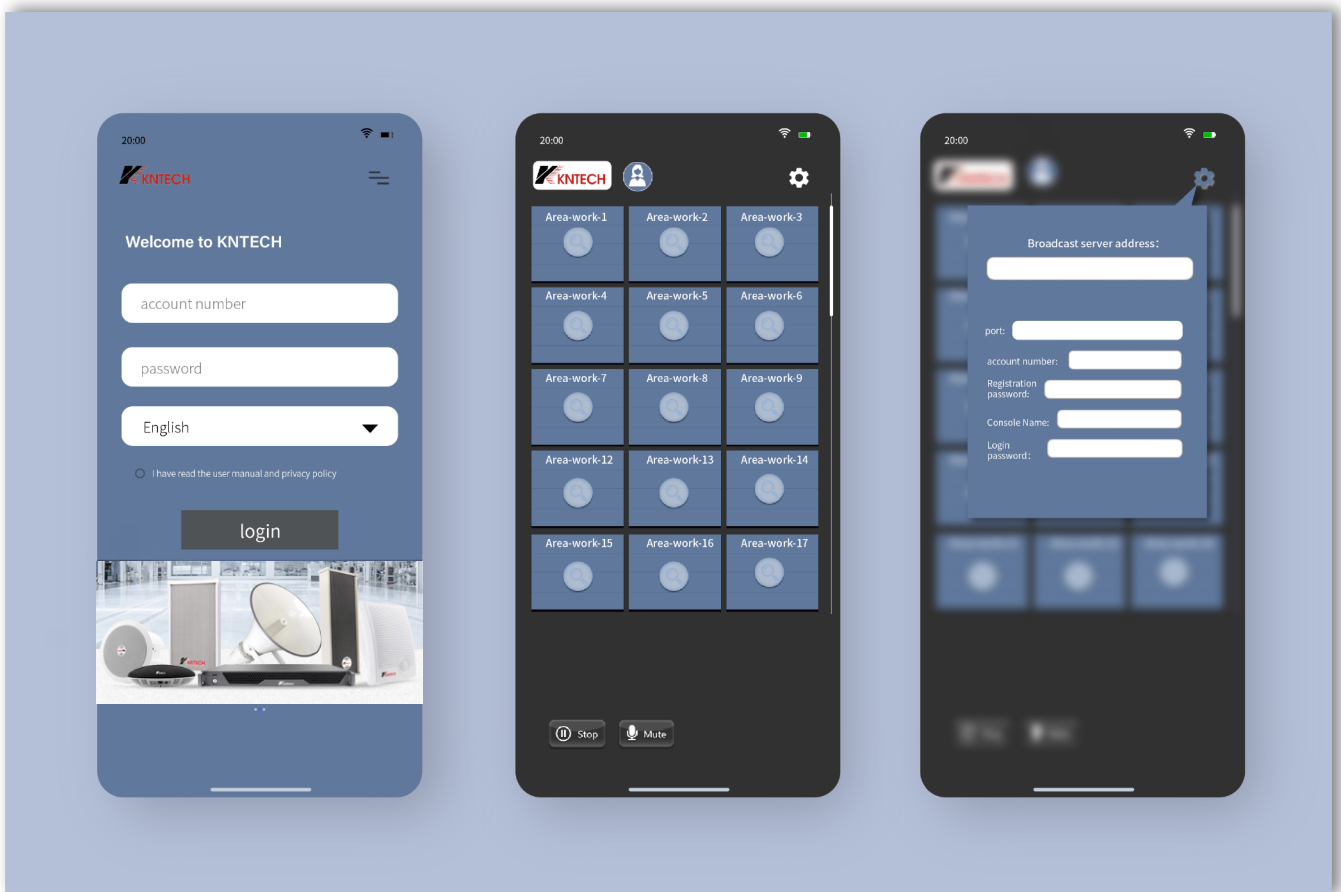 20:00
KNTECH
Welcome to KNTECH
account number
password
English
I have read the user manual and privacy policy
login
KNTECH
20:00
KNTECH
Area-work-1 Area-work-2 Area-work-3
Area-work-4 Area-work-5 Area-work-6
Area-work-7 Area-work-8 Area-work-9
Area-work-12 Area-work-13 Area-work-14
Area-work-15 Area-work-16 Area-work-17
Stop Mute
20:00
Broadcast server address:
port:
account number:
Registration
password:
Console Name:
Login
password: